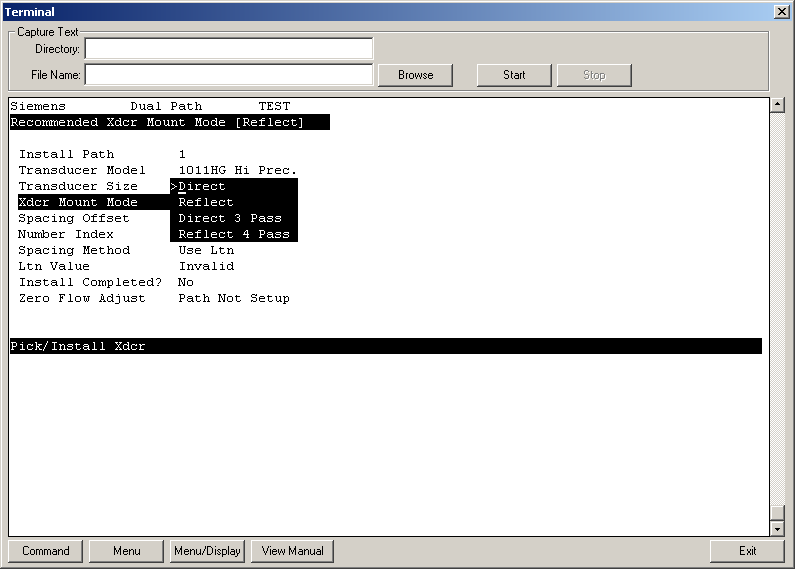 Terminal
Capture Text
Directory:
File Name: Browse Start Stop
Siemens Dual Path TEST
Recommended Xdcr Mount Mode [Reflect]
Install Path 1
Transducer Model 1011HG Hi Prec.
Transducer Size >Direct
Xdcr Mount Mode Reflect
Spacing Offset Direct 3 Pass
Number Index Reflect 4 Pass
Spacing Method Use Ltn
Ltn Value Invalid
Install Completed? No
Zero Flow Adjust Path Not Setup
Pick/Install Xdcr
Command Menu Menu/Display View Manual Exit